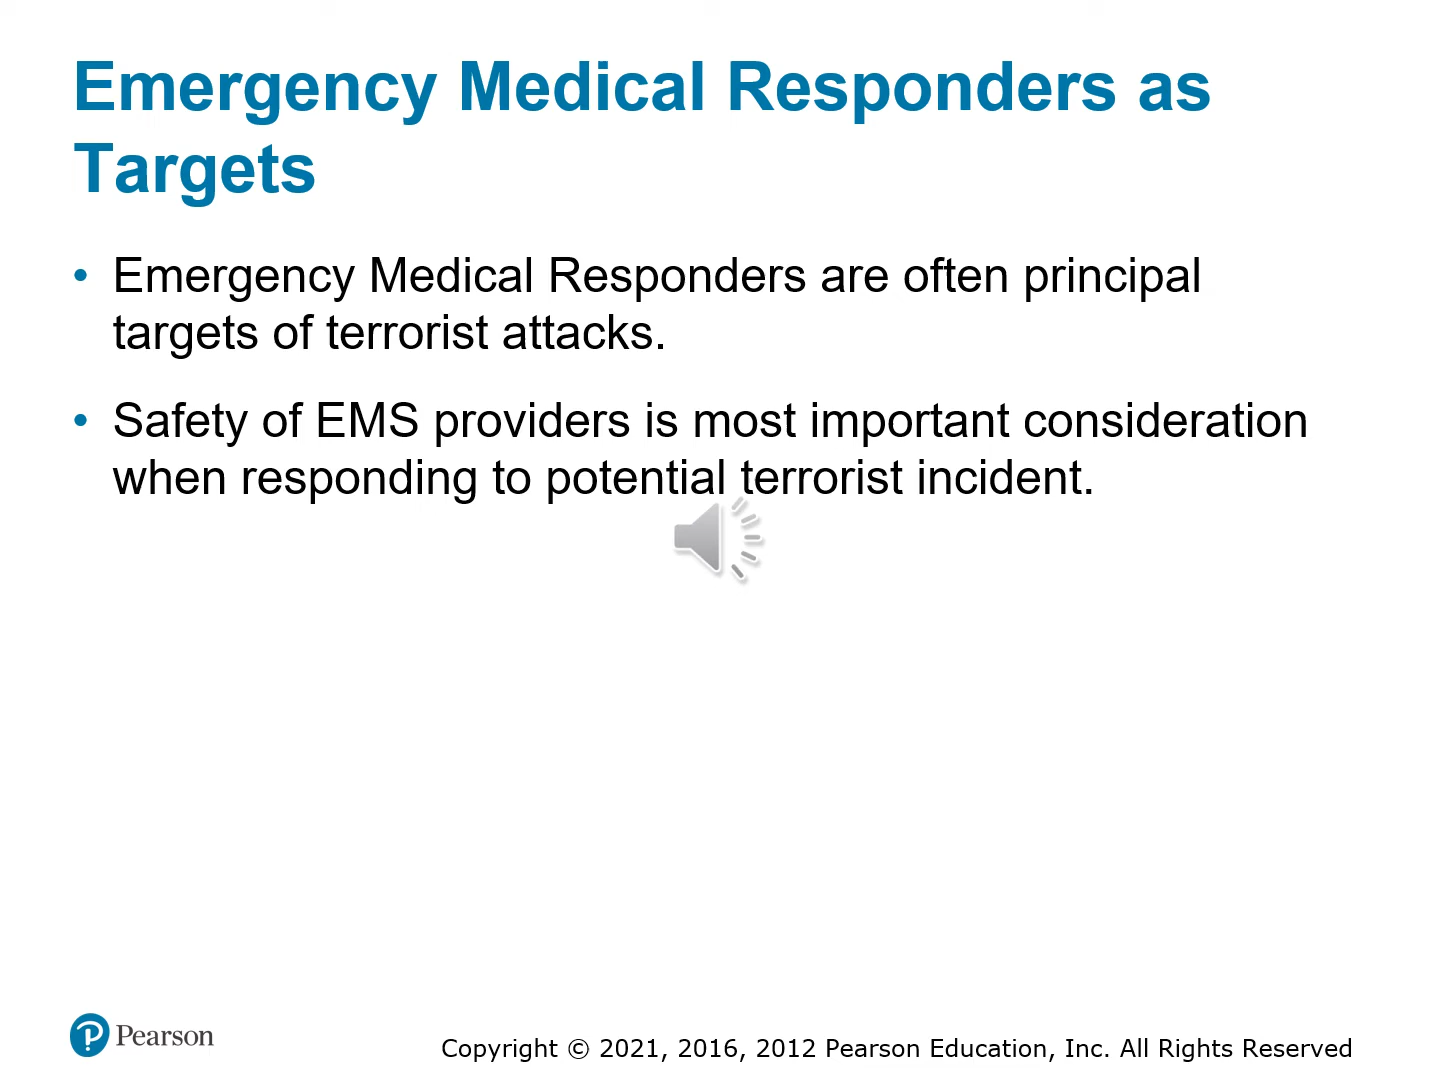 Emergency Medical Responders as
Targets
• Emergency Medical Responders are often principal
targets of terrorist attacks.
• Safety of EMS providers is most important consideration
when responding to potential terrorist incident.
Pearson
Copyright © 2021, 2016, 2012 Pearson Education, Inc. All Rights Reserved